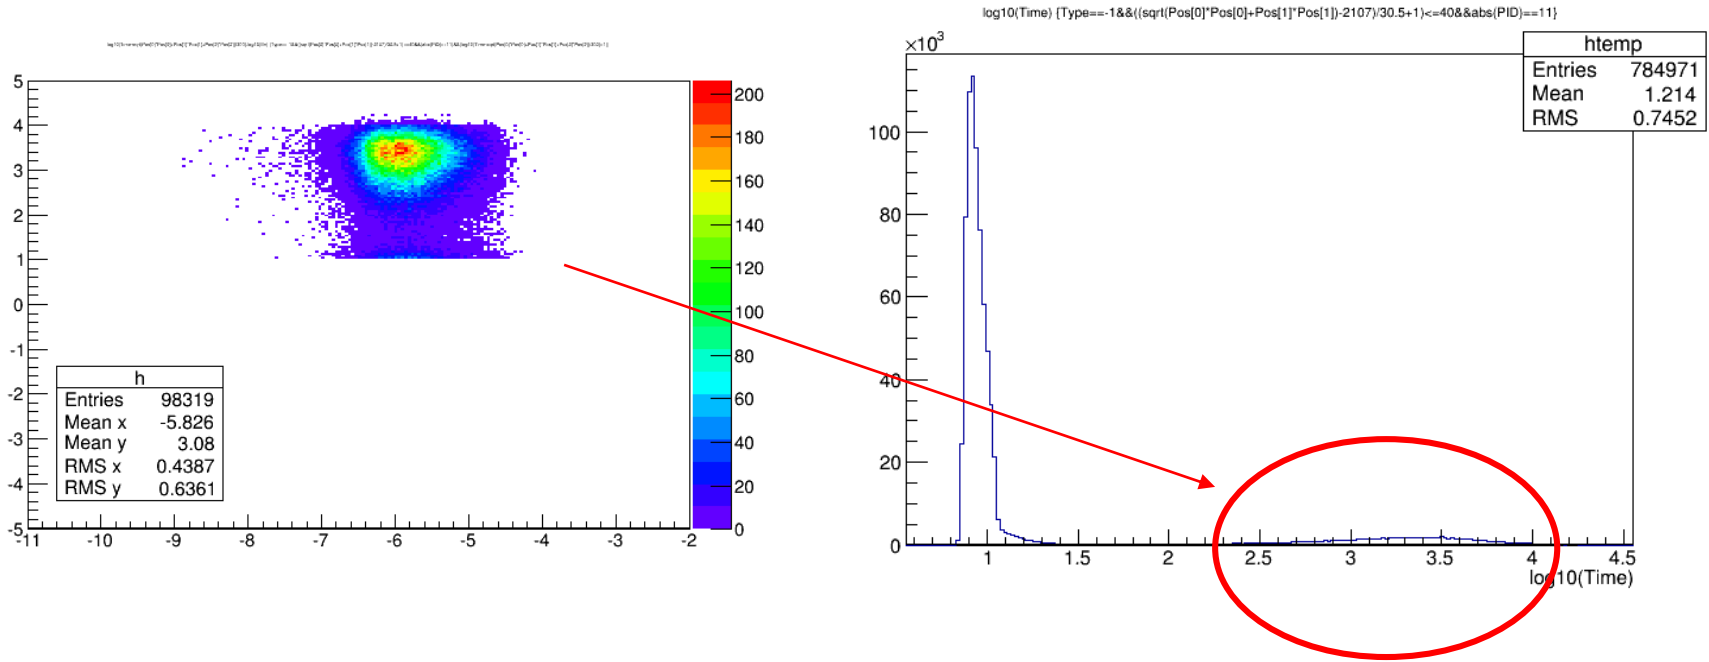 log10(Time) {Type==-1&&((sqrt(Pos[0]*Pos[0]+Pos[1]*Pos[1])-2107)/30.5+1)<=40&&abs(PID)==11}
5
4
3
2
1
0
-1
-2
-3
-4
-5
-11 -10 -9 -8 -7 -6 -5 -4 -3 -2
h
Entries 98319
Mean x -5.826
Mean y 3.08
RMS x 0.4387
RMS y 0.6361
200
180
160
140
120
100
80
60
40
20
0
×10³
htemp
Entries 784971
Mean 1.214
RMS 0.7452
100
80
60
40
20
0
1 1.5 2 2.5 3 3.5 4 4.5
log10(Time)